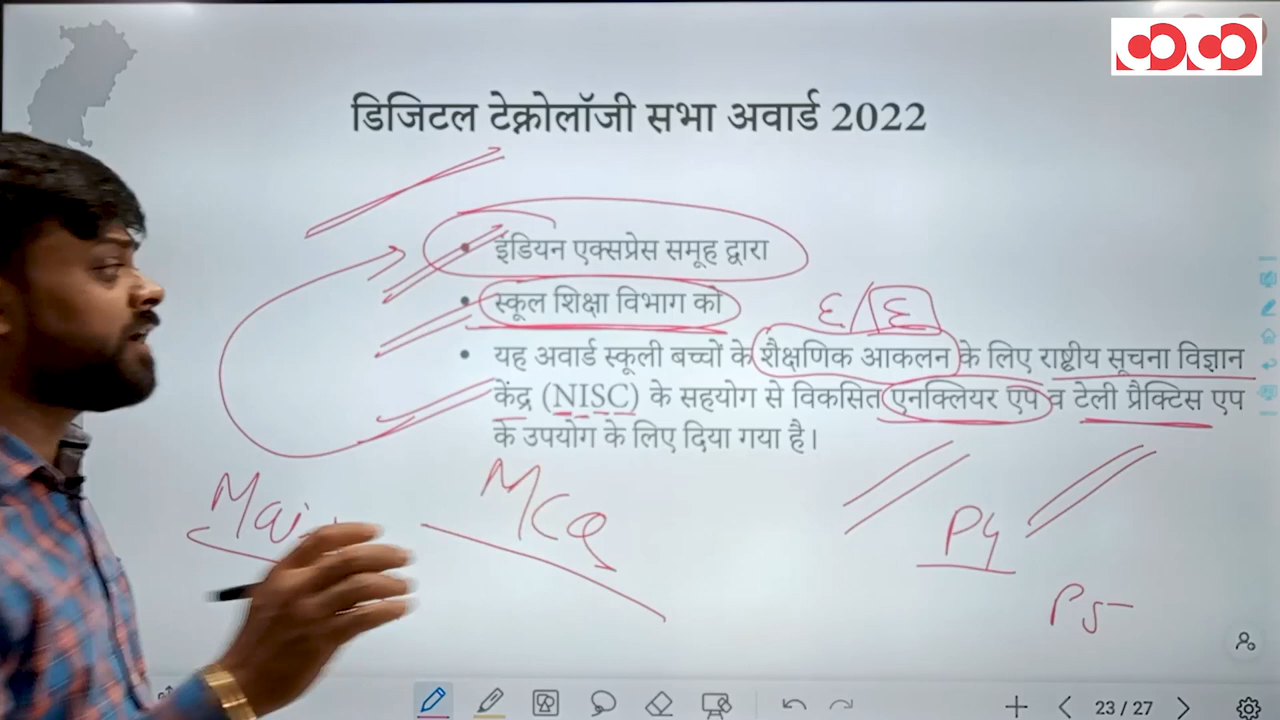 डिजिटल टेक्नोलॉजी सभा अवार्ड 2022
• इंडियन एक्सप्रेस समूह द्वारा
• स्कूल शिक्षा विभाग को
• यह अवार्ड स्कूली बच्चों के शैक्षणिक आकलन के लिए राष्ट्रीय सूचना विज्ञान
केंद्र (NISC) के सहयोग से विकसित एनक्लियर एप व टेली प्रैक्टिस एप
के उपयोग के लिए दिया गया है।
MCQ
P4
P5
23 / 27